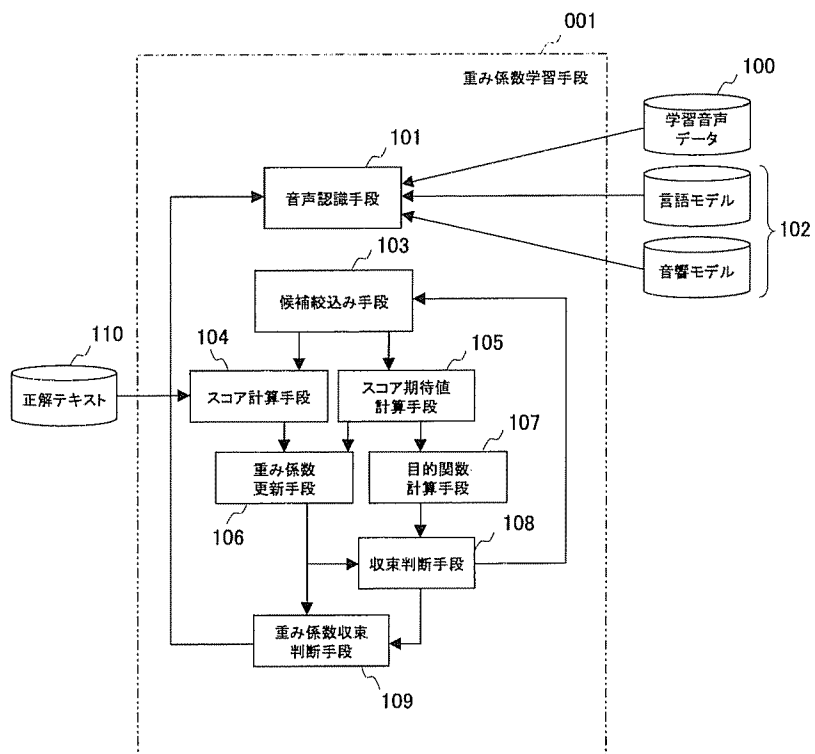 001
重み係数学習手段
100
学習音声
データ
101
音声認識手段
言語モデル
102
103
音響モデル
候補絞込み手段
110
104
105
正解テキスト
スコア計算手段
スコア期待値
計算手段
107
重み係数
更新手段
目的関数
計算手段
106
108
収束判断手段
重み係数収束
判断手段
109